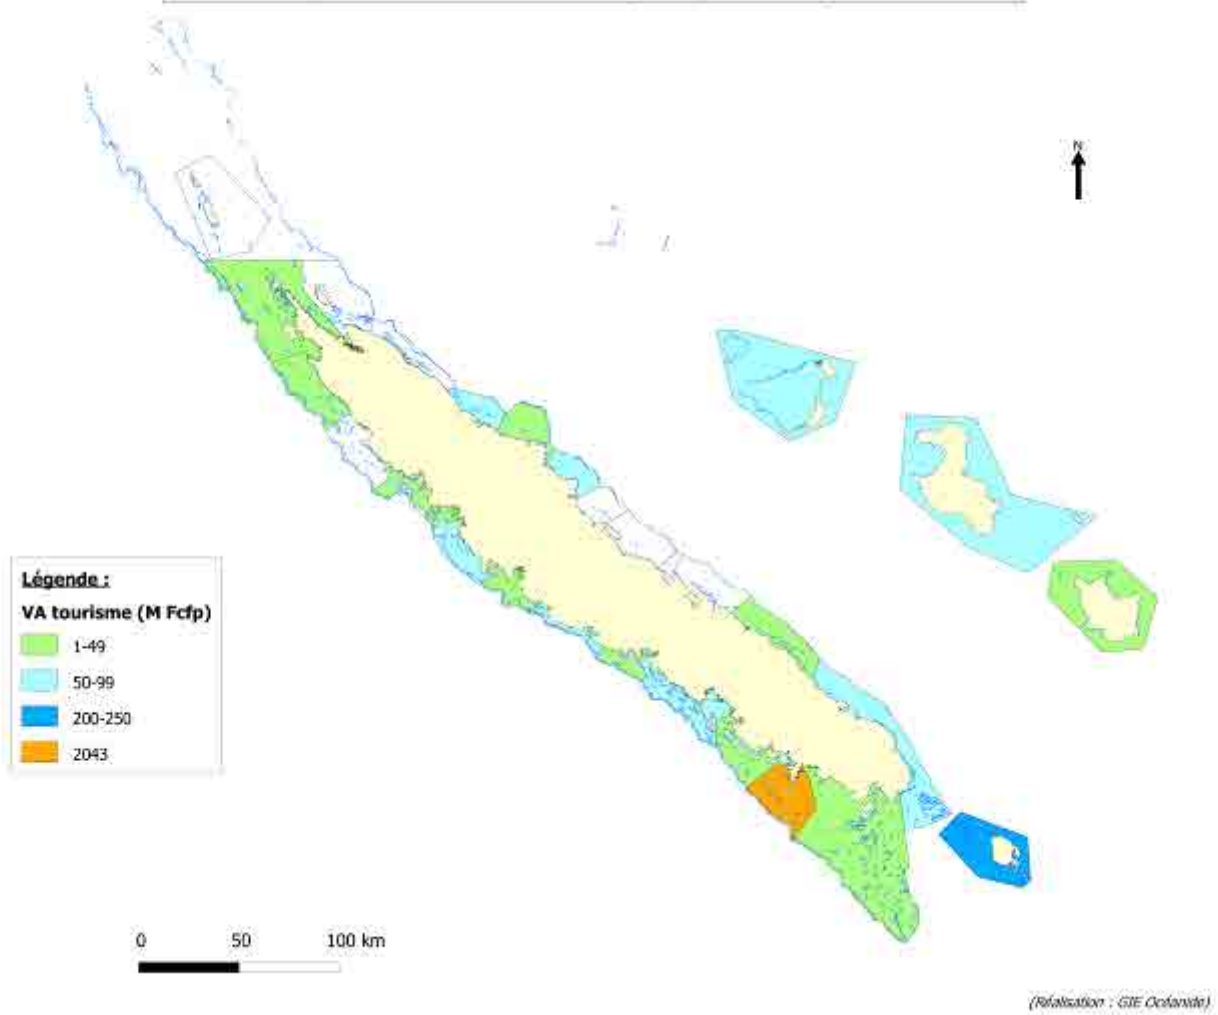 N
Légende :
VA tourisme (M Fcfp)
1-49
50-99
200-250
2043
0 50 100 km
(Réalisation : GIE Océanide)